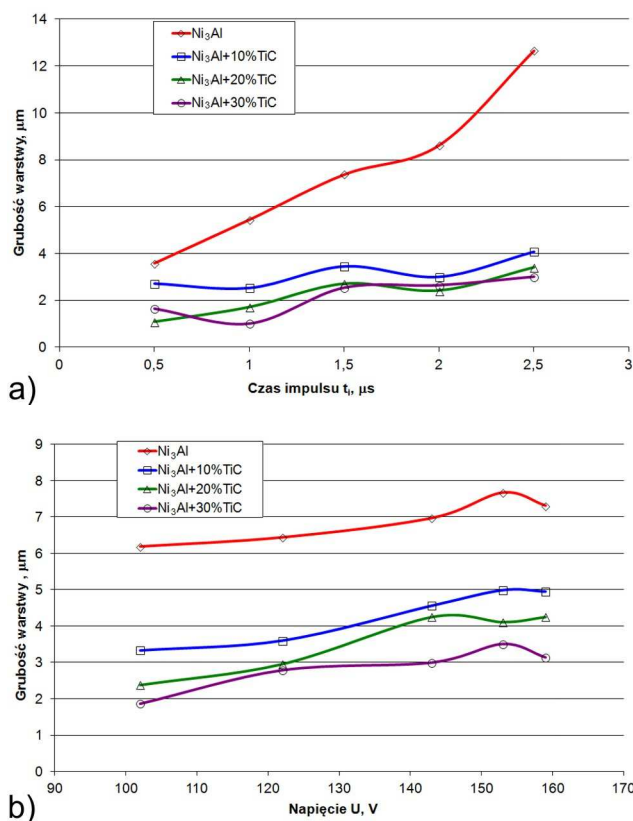 14
12
10
8
6
4
2
0
Grubość warstwy, μm
Ni₃Al
Ni₃Al+10%TiC
Ni₃Al+20%TiC
Ni₃Al+30%TiC
0 0,5 1 1,5 2 2,5 3
Czas impulsu tᵢ, μs
a)
9
8
7
6
5
4
3
2
1
0
Grubość warstwy , μm
Ni₃Al
Ni₃Al+10%TiC
Ni₃Al+20%TiC
Ni₃Al+30%TiC
90 100 110 120 130 140 150 160 170
Napięcie U, V
b)